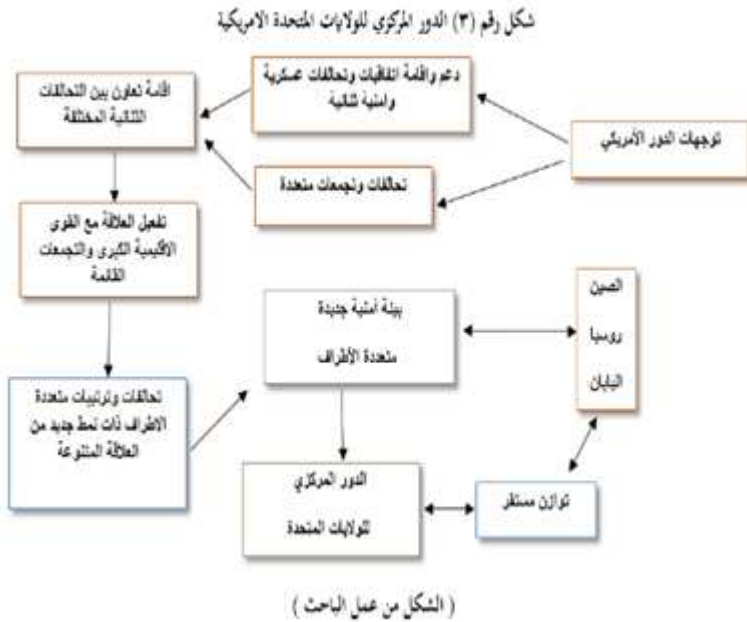 شكل رقم (٣) الدور المركزي للولايات المتحدة الامريكية
توجهات الدور الأمريكي
دعم واقامة اتفاقيات وتحالفات عسكرية
وامنية ثنائية
تحالفات وتجمعات متعددة
اقامة تعاون بين التحالفات
الثنائية المختلفة
تفعيل العلاقة مع القوى
الاقليمية الكبرى والتجمعات
القائمة
تحالفات وترتيبات متعددة
الاطراف ذات نمط جديد من
العلاقة المتنوعة
بيئة أمنية جديدة
متعددة الأطراف
الصين
روسيا
اليابان
الدور المركزي
للولايات المتحدة
توازن مستقر
( الشكل من عمل الباحث )